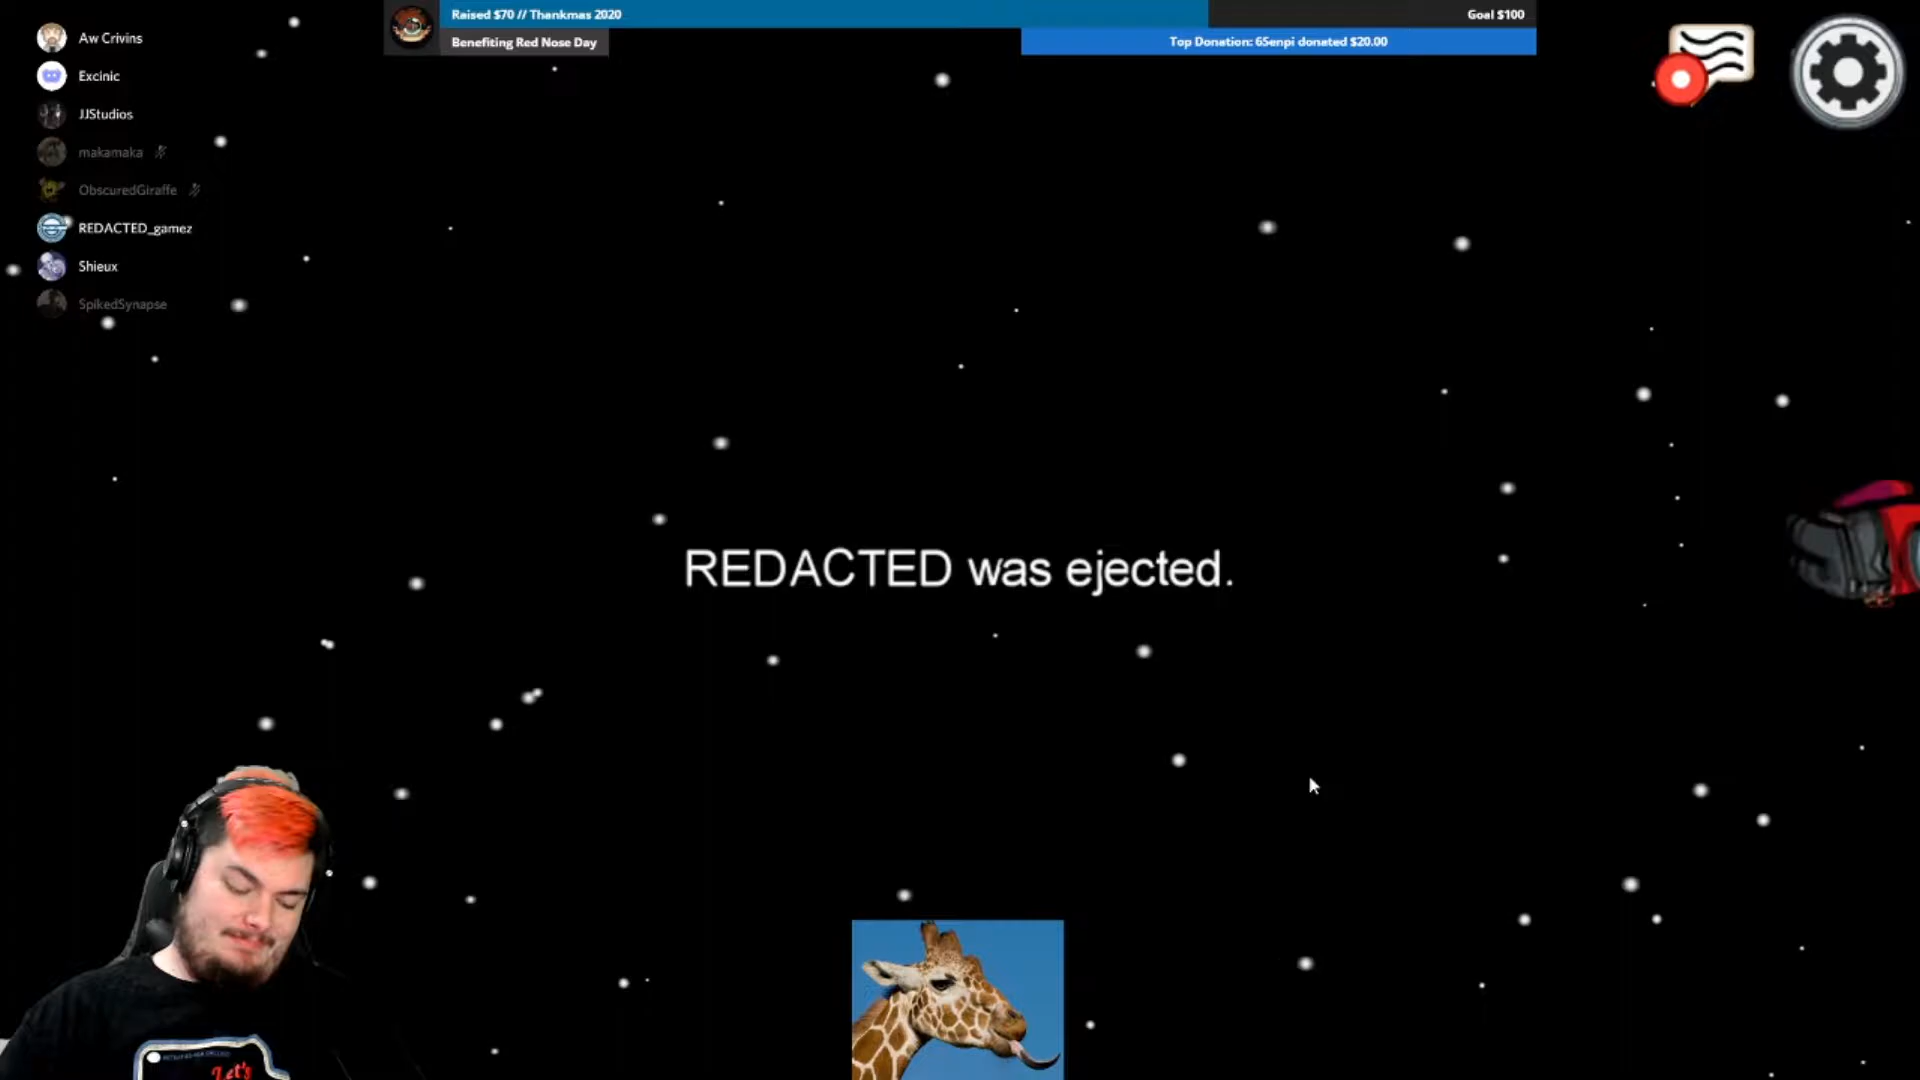 Raised $70 // Thankmas 2020
Goal $100
Benefiting Red Nose Day
Top Donation: 6Senpi donated $20.00
Aw Crivins
Excinic
JJStudios
makamaka
ObscuredGiraffe
REDACTED_gamez
Shieux
SpikedSynapse
REDACTED was ejected.
Let's